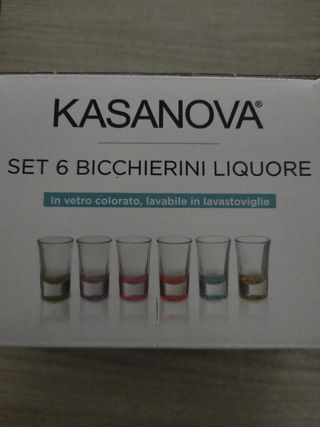 KASANOVA®
SET 6 BICCHIERINI LIQUORE
In vetro colorato, lavabile in lavastoviglie